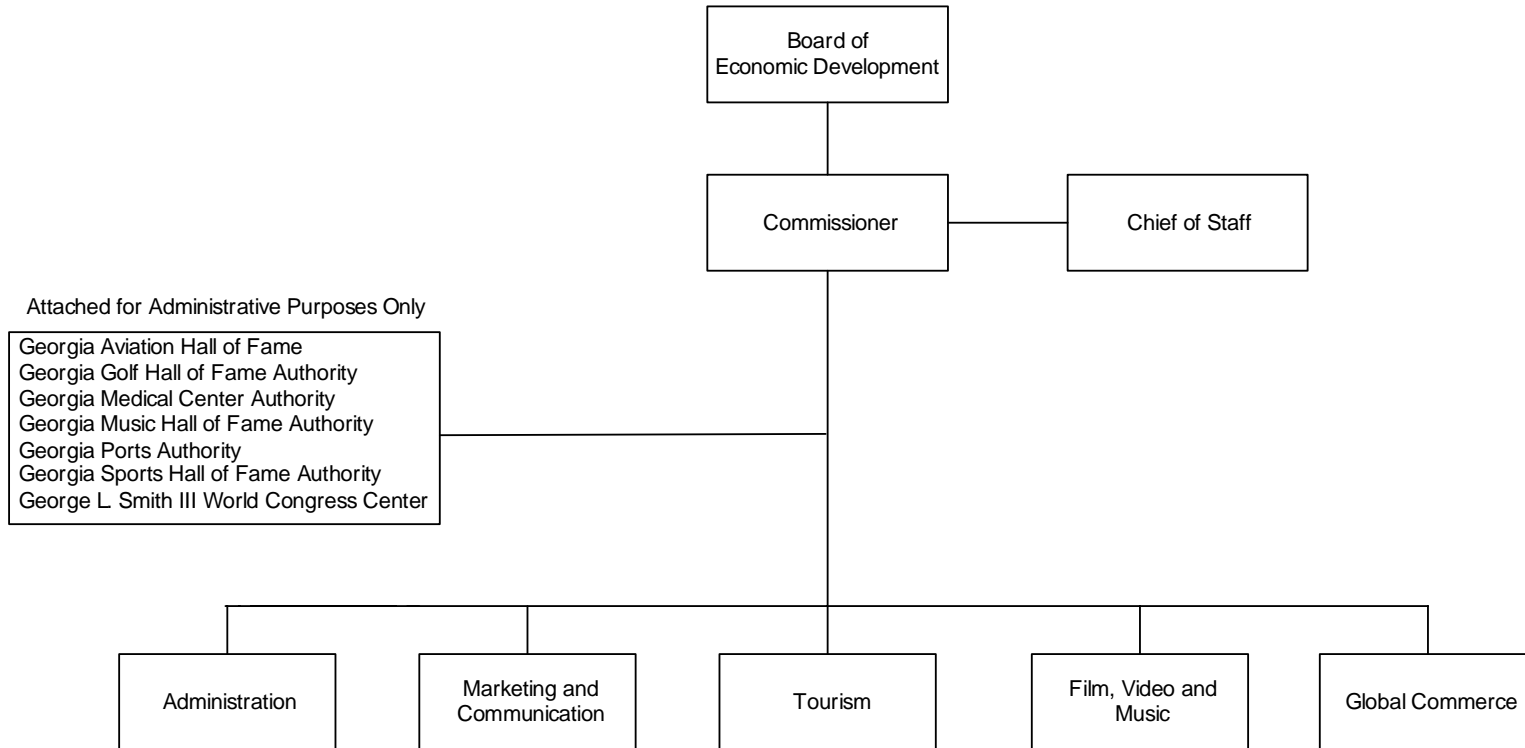 Board of
Economic Development
Commissioner
Chief of Staff
Attached for Administrative Purposes Only
Georgia Aviation Hall of Fame
Georgia Golf Hall of Fame Authority
Georgia Medical Center Authority
Georgia Music Hall of Fame Authority
Georgia Ports Authority
Georgia Sports Hall of Fame Authority
George L. Smith III World Congress Center
Administration
Marketing and
Communication
Tourism
Film, Video and
Music
Global Commerce